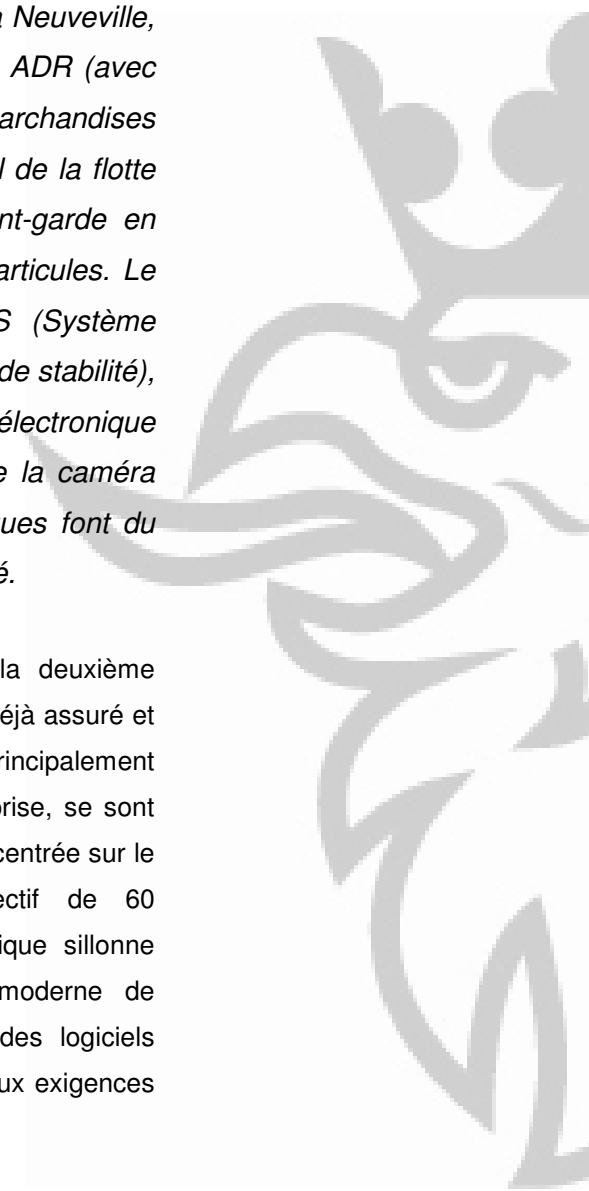 Neuveville,
ADR (avec
archandises
de la flotte
nt-garde en
articules. Le
S (Système
de stabilité),
électronique
e la caméra
ues font du
é.
la deuxième
éjà assuré et
rincipalement
prise, se sont
centrée sur le
ectif de 60
ique sillonne
moderne de
des logiciels
ux exigences